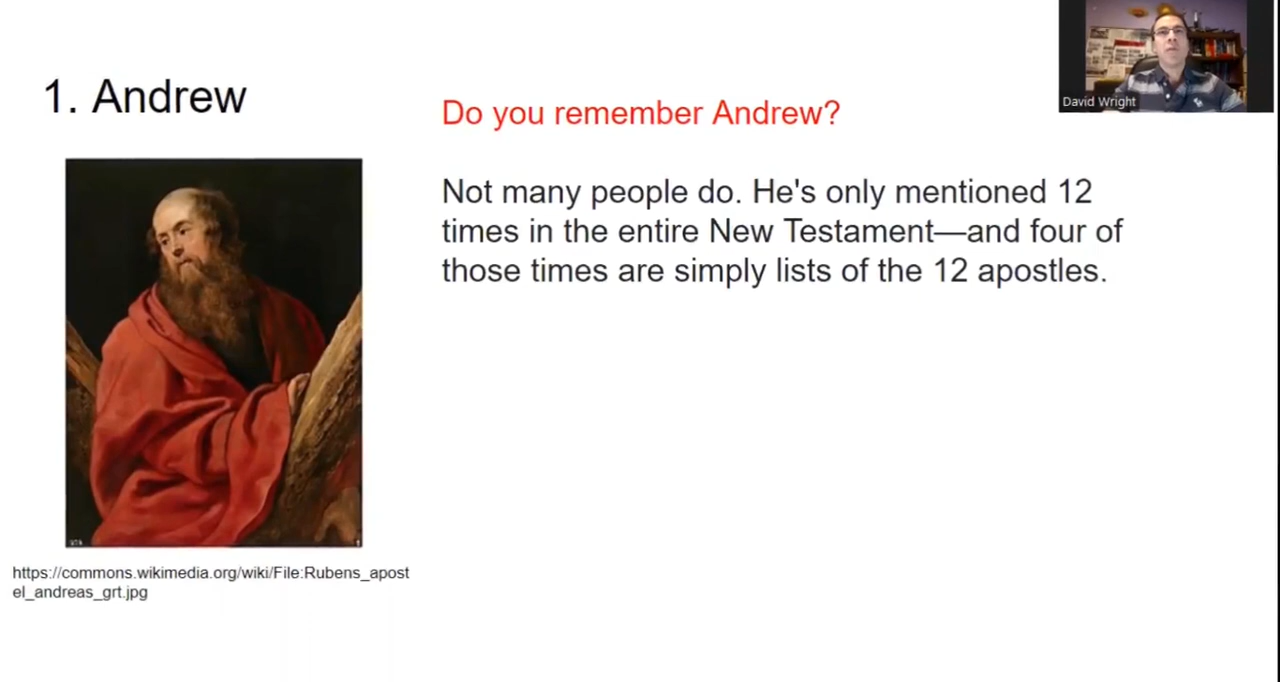 1. Andrew
Do you remember Andrew?
Not many people do. He's only mentioned 12
times in the entire New Testament—and four of
those times are simply lists of the 12 apostles.
https://commons.wikimedia.org/wiki/File:Rubens_apost
el_andreas_grt.jpg
David Wright